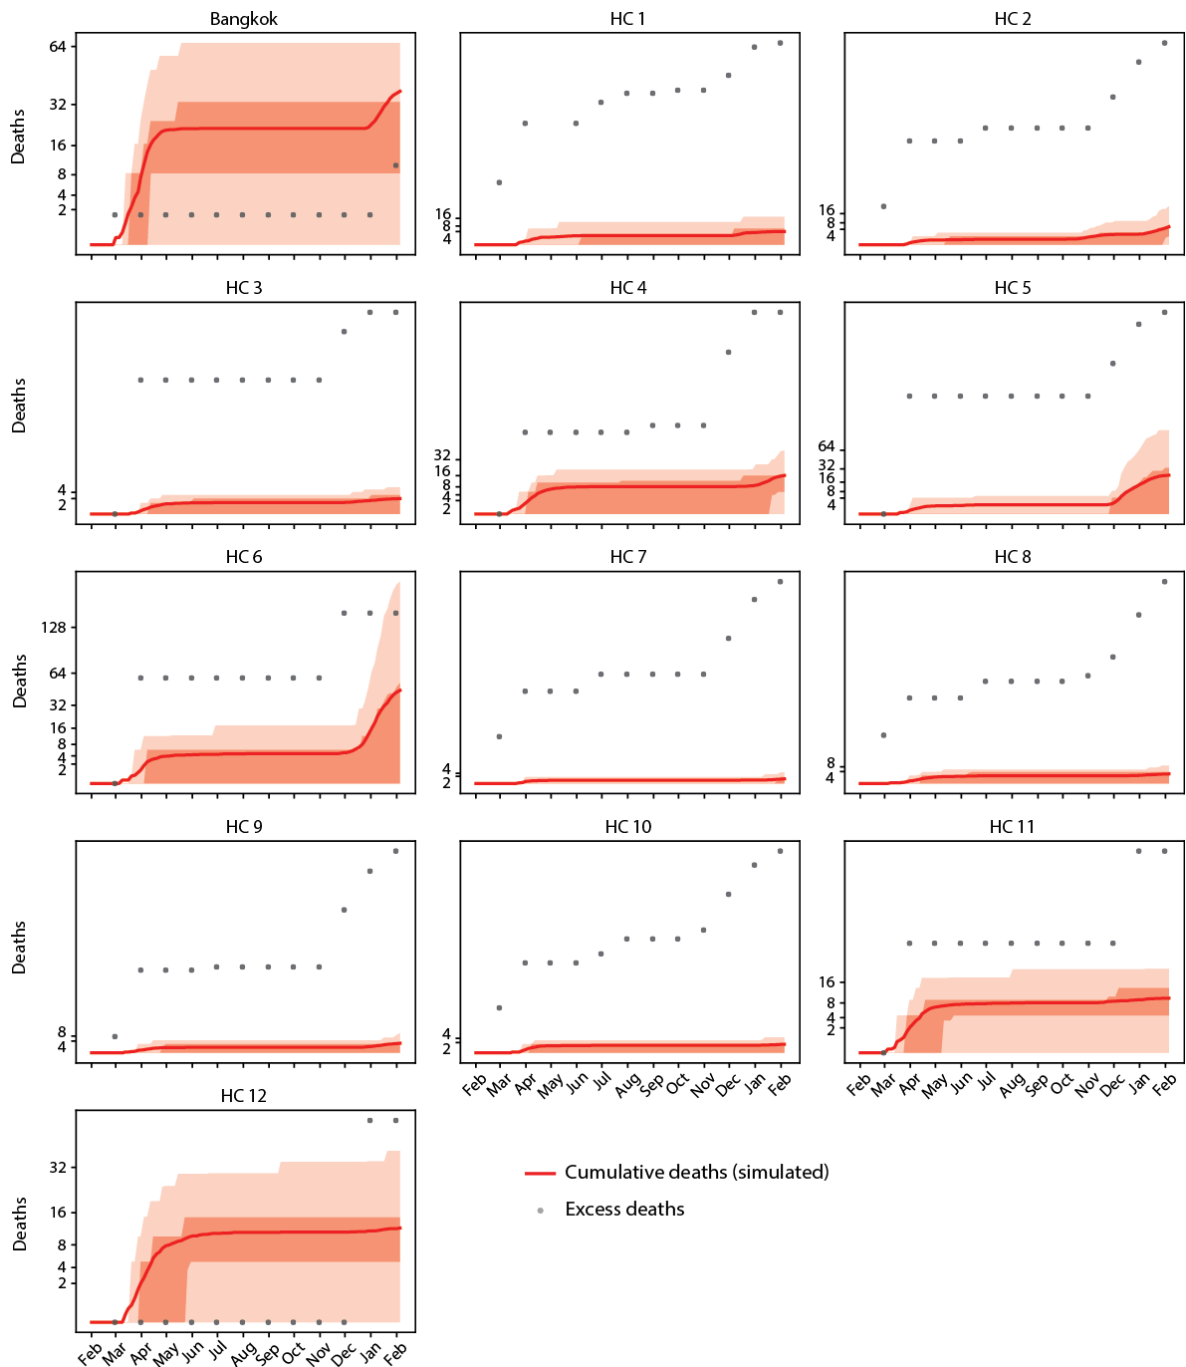 Bangkok
HC 1
HC 2
Deaths
64
32
16
8
4
2
16
8
4
16
8
4
HC 3
HC 4
HC 5
Deaths
4
2
32
16
8
4
2
64
32
16
8
4
HC 6
HC 7
HC 8
Deaths
128
64
32
16
8
4
2
4
2
8
4
HC 9
HC 10
HC 11
Deaths
8
4
4
2
16
8
4
2
Feb Mar Apr May Jun Jul Aug Sep Oct Nov Dec Jan Feb
Feb Mar Apr May Jun Jul Aug Sep Oct Nov Dec Jan Feb
HC 12
Deaths
32
16
8
4
2
Feb Mar Apr May Jun Jul Aug Sep Oct Nov Dec Jan Feb
Cumulative deaths (simulated)
Excess deaths